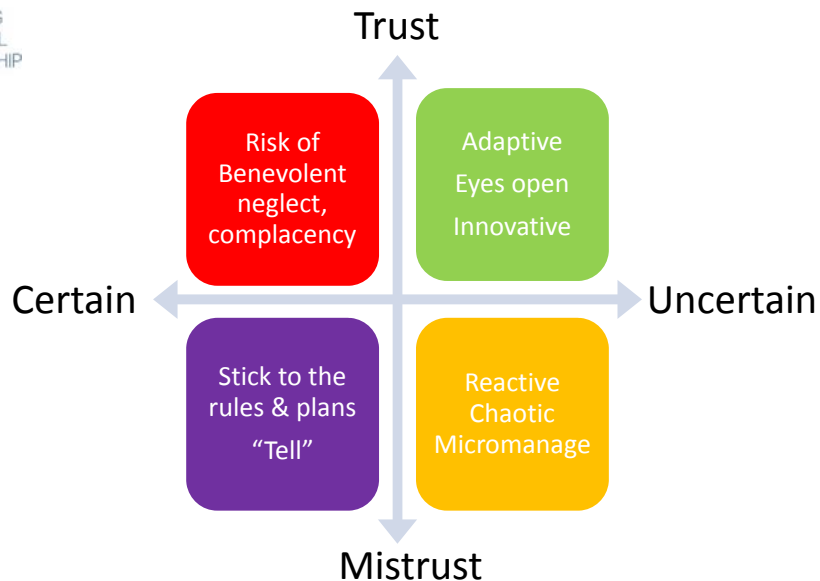 HIP
Trust
Risk of
Benevolent
neglect,
complacency
Adaptive
Eyes open
Innovative
Certain
Uncertain
Stick to the
rules & plans
“Tell”
Reactive
Chaotic
Micromanage
Mistrust